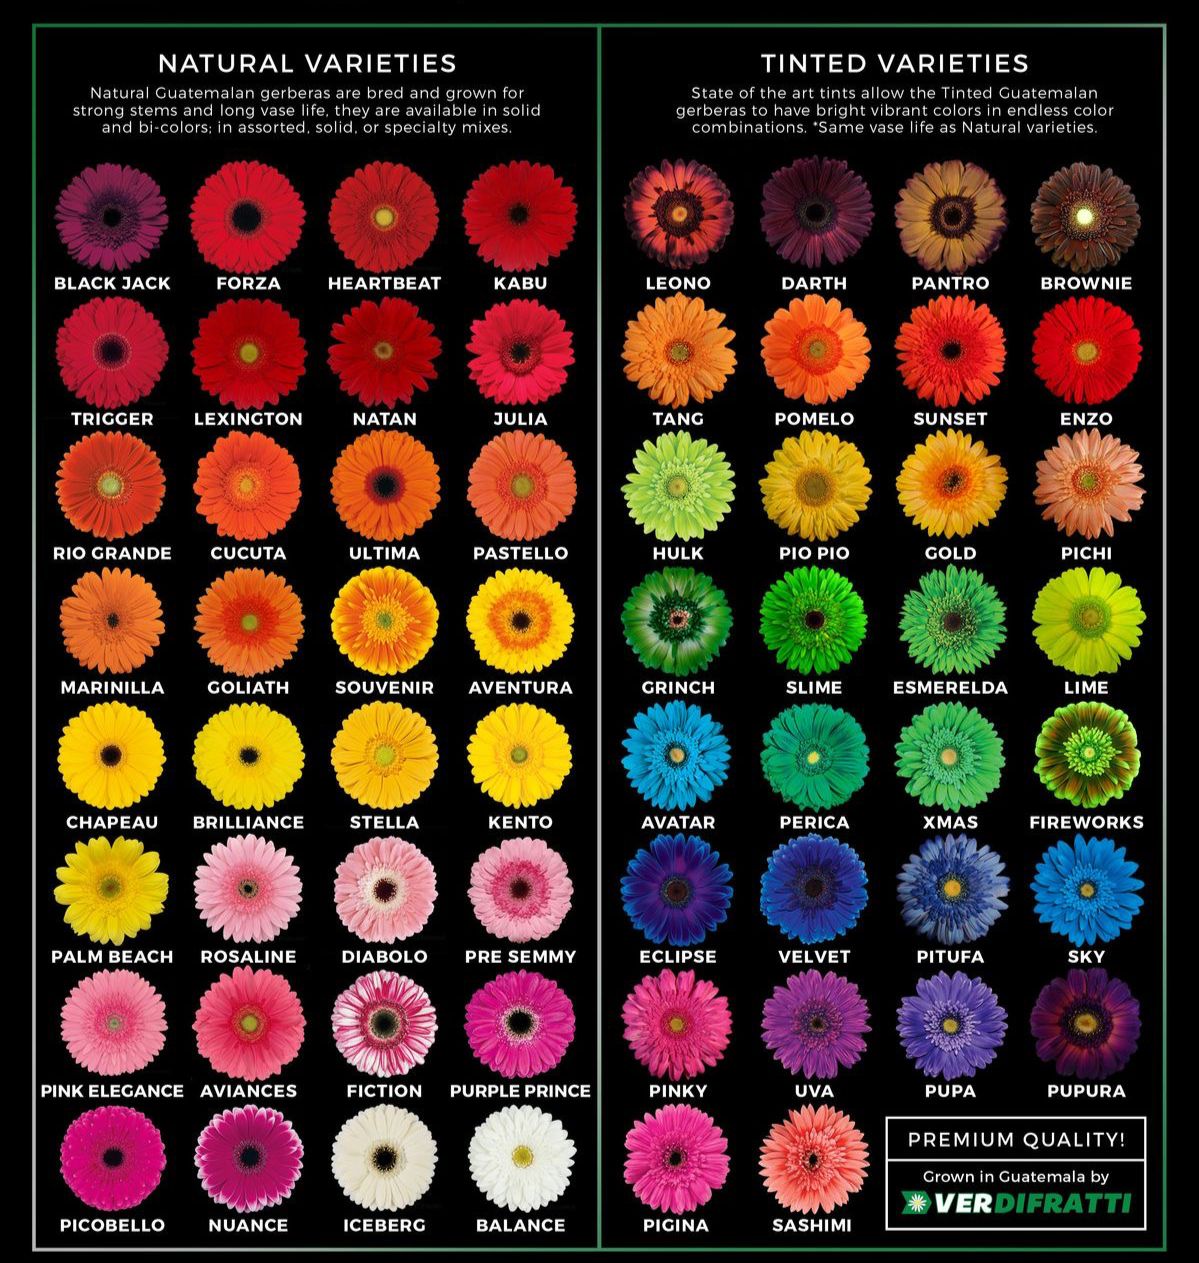 NATURAL VARIETIES
Natural Guatemalan gerberas are bred and grown for
strong stems and long vase life, they are available in solid
and bi-colors; in assorted, solid, or specialty mixes.
BLACK JACK FORZA HEARTBEAT KABU
TRIGGER LEXINGTON NATAN JULIA
RIO GRANDE CUCUTA ULTIMA PASTELLO
MARINILLA GOLIATH SOUVENIR AVENTURA
CHAPEAU BRILLIANCE STELLA KENTO
PALM BEACH ROSALINE DIABOLO PRE SEMMY
PINK ELEGANCE AVIANCES FICTION PURPLE PRINCE
PICOBELLO NUANCE ICEBERG BALANCE
TINTED VARIETIES
State of the art tints allow the Tinted Guatemalan
gerberas to have bright vibrant colors in endless color
combinations. *Same vase life as Natural varieties.
LEONO DARTH PANTRO BROWNIE
TANG POMELO SUNSET ENZO
HULK PIO PIO GOLD PICHI
GRINCH SLIME ESMERELDA LIME
AVATAR PERICA XMAS FIREWORKS
ECLIPSE VELVET PITUFA SKY
PINKY UVA PUPA PUPURA
PIGINA SASHIMI
PREMIUM QUALITY!
Grown in Guatemala by
VERDIFRATTI